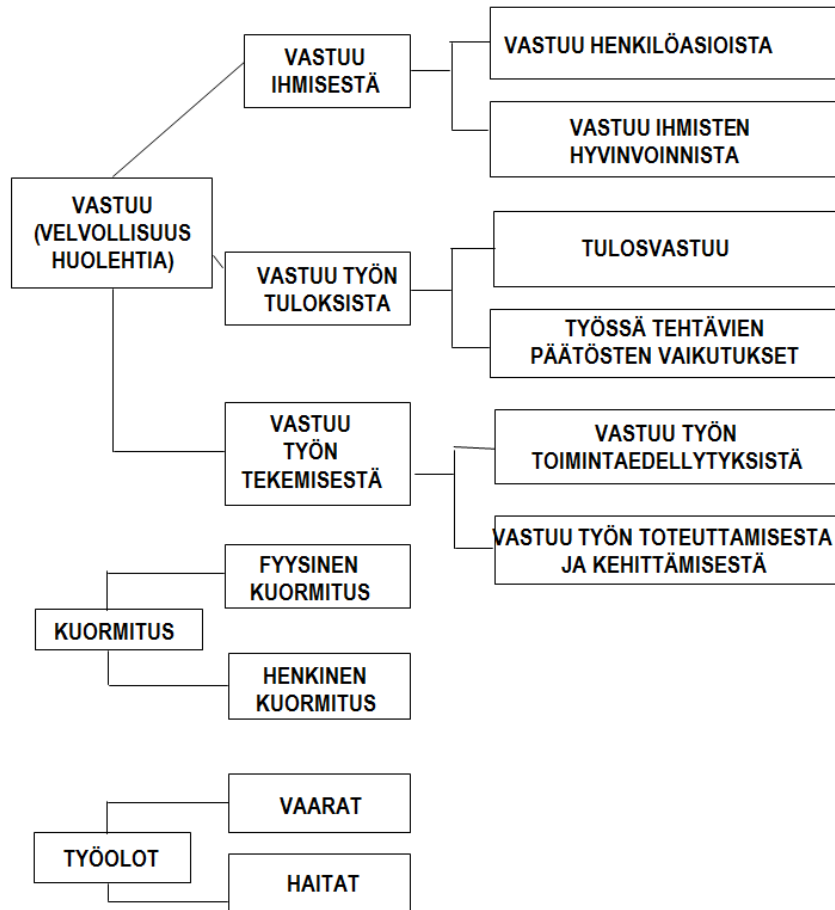 VASTUU
IHMISESTÄ
VASTUU HENKILÖASIOISTA
VASTUU IHMISTEN
HYVINVOINNISTA
VASTUU
(VELVOLLISUUS
HUOLEHTIA)
VASTUU TYÖN
TULOKSISTA
TULOSVASTUU
TYÖSSÄ TEHTÄVIEN
PÄÄTÖSTEN VAIKUTUKSET
VASTUU
TYÖN
TEKEMISESTÄ
VASTUU TYÖN
TOIMINTAEDELLYTYKSISTÄ
VASTUU TYÖN TOTEUTTAMISESTA
JA KEHITTÄMISESTÄ
FYYSINEN
KUORMITUS
KUORMITUS
HENKINEN
KUORMITUS
VAARAT
TYÖOLOT
HAITAT